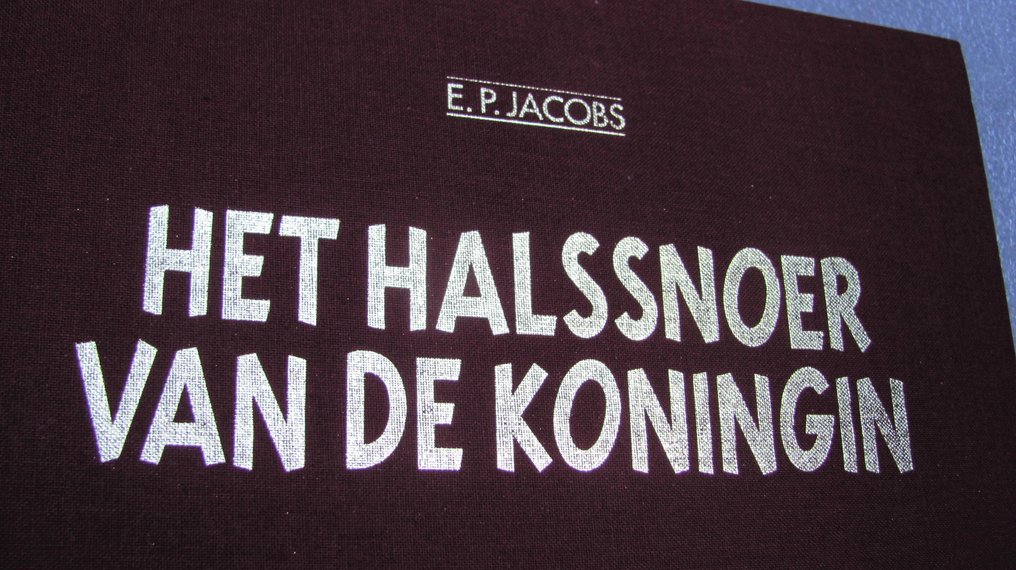 E. P. JACOBS
HET HALSSNOER
VAN DE KONINGIN